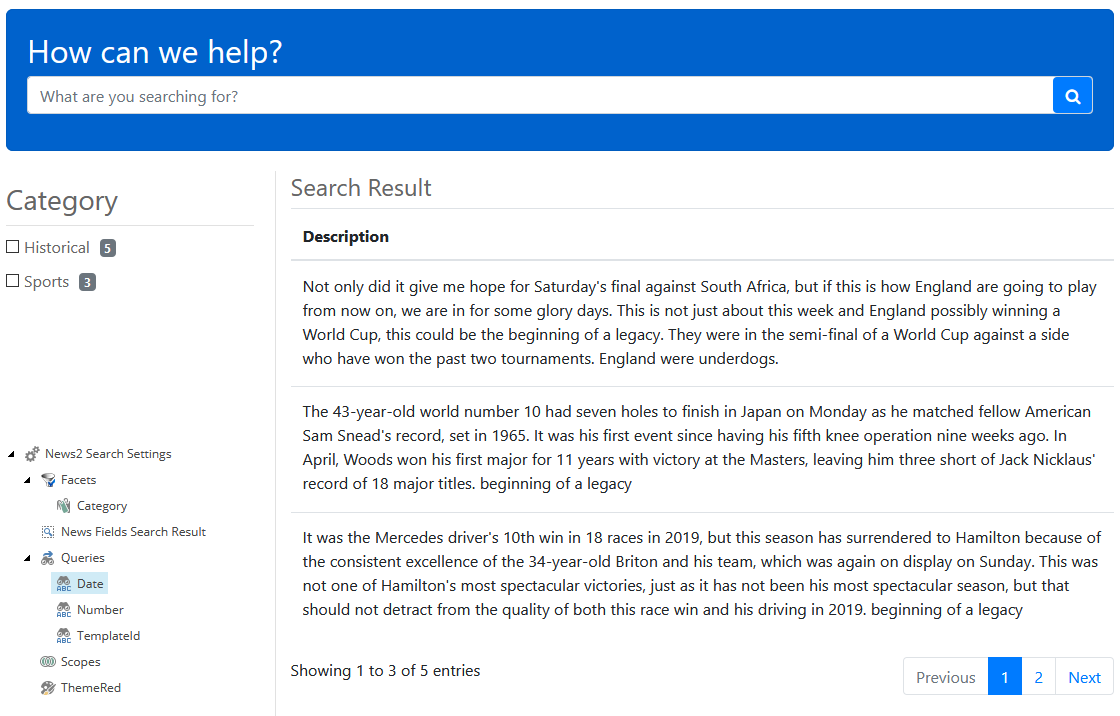 How can we help?
What are you searching for?
Category
Historical 5
Sports 3
News2 Search Settings
Facets
Category
News Fields Search Result
Queries
ABC Date
ABC Number
ABC TemplateId
Scopes
ThemeRed
Search Result
Description
Not only did it give me hope for Saturday's final against South Africa, but if this is how England are going to play
from now on, we are in for some glory days. This is not just about this week and England possibly winning a
World Cup, this could be the beginning of a legacy. They were in the semi-final of a World Cup against a side
who have won the past two tournaments. England were underdogs.
The 43-year-old world number 10 had seven holes to finish in Japan on Monday as he matched fellow American
Sam Snead's record, set in 1965. It was his first event since having his fifth knee operation nine weeks ago. In
April, Woods won his first major for 11 years with victory at the Masters, leaving him three short of Jack Nicklaus'
record of 18 major titles. beginning of a legacy
It was the Mercedes driver's 10th win in 18 races in 2019, but this season has surrendered to Hamilton because of
the consistent excellence of the 34-year-old Briton and his team, which was again on display on Sunday. This was
not one of Hamilton's most spectacular victories, just as it has not been his most spectacular season, but that
should not detract from the quality of both this race win and his driving in 2019. beginning of a legacy
Showing 1 to 3 of 5 entries
Previous 1 2 Next